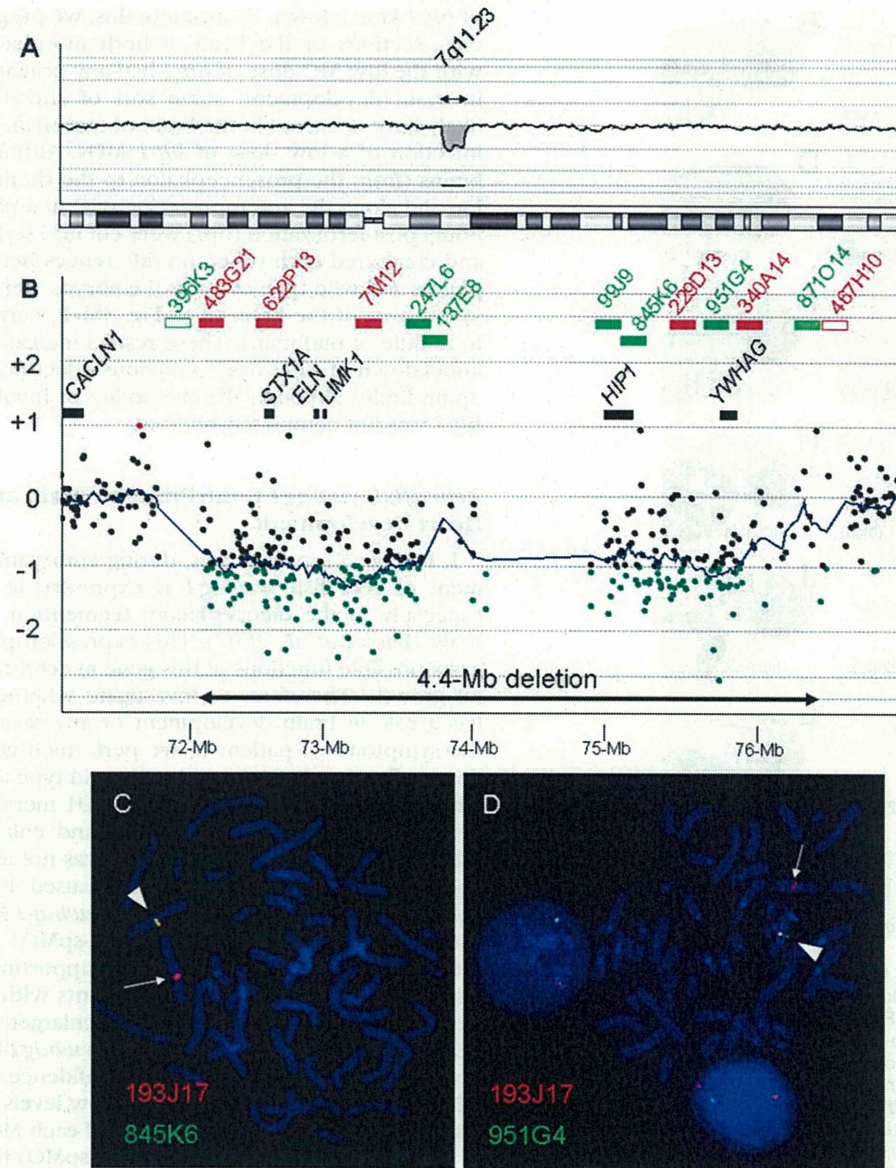 A
7q11.23
B
396K3
483G21
622P13
7M12
247L6
137E8
99J9
845K6
229D13
951G4
340A14
871O14
467H10
CACLN1
STX1A
ELN
LIMK1
HIP1
YWHAG
+2
+1
0
-1
-2
4.4-Mb deletion
72-Mb
73-Mb
74-Mb
75-Mb
76-Mb
C
193J17
845K6
D
193J17
951G4